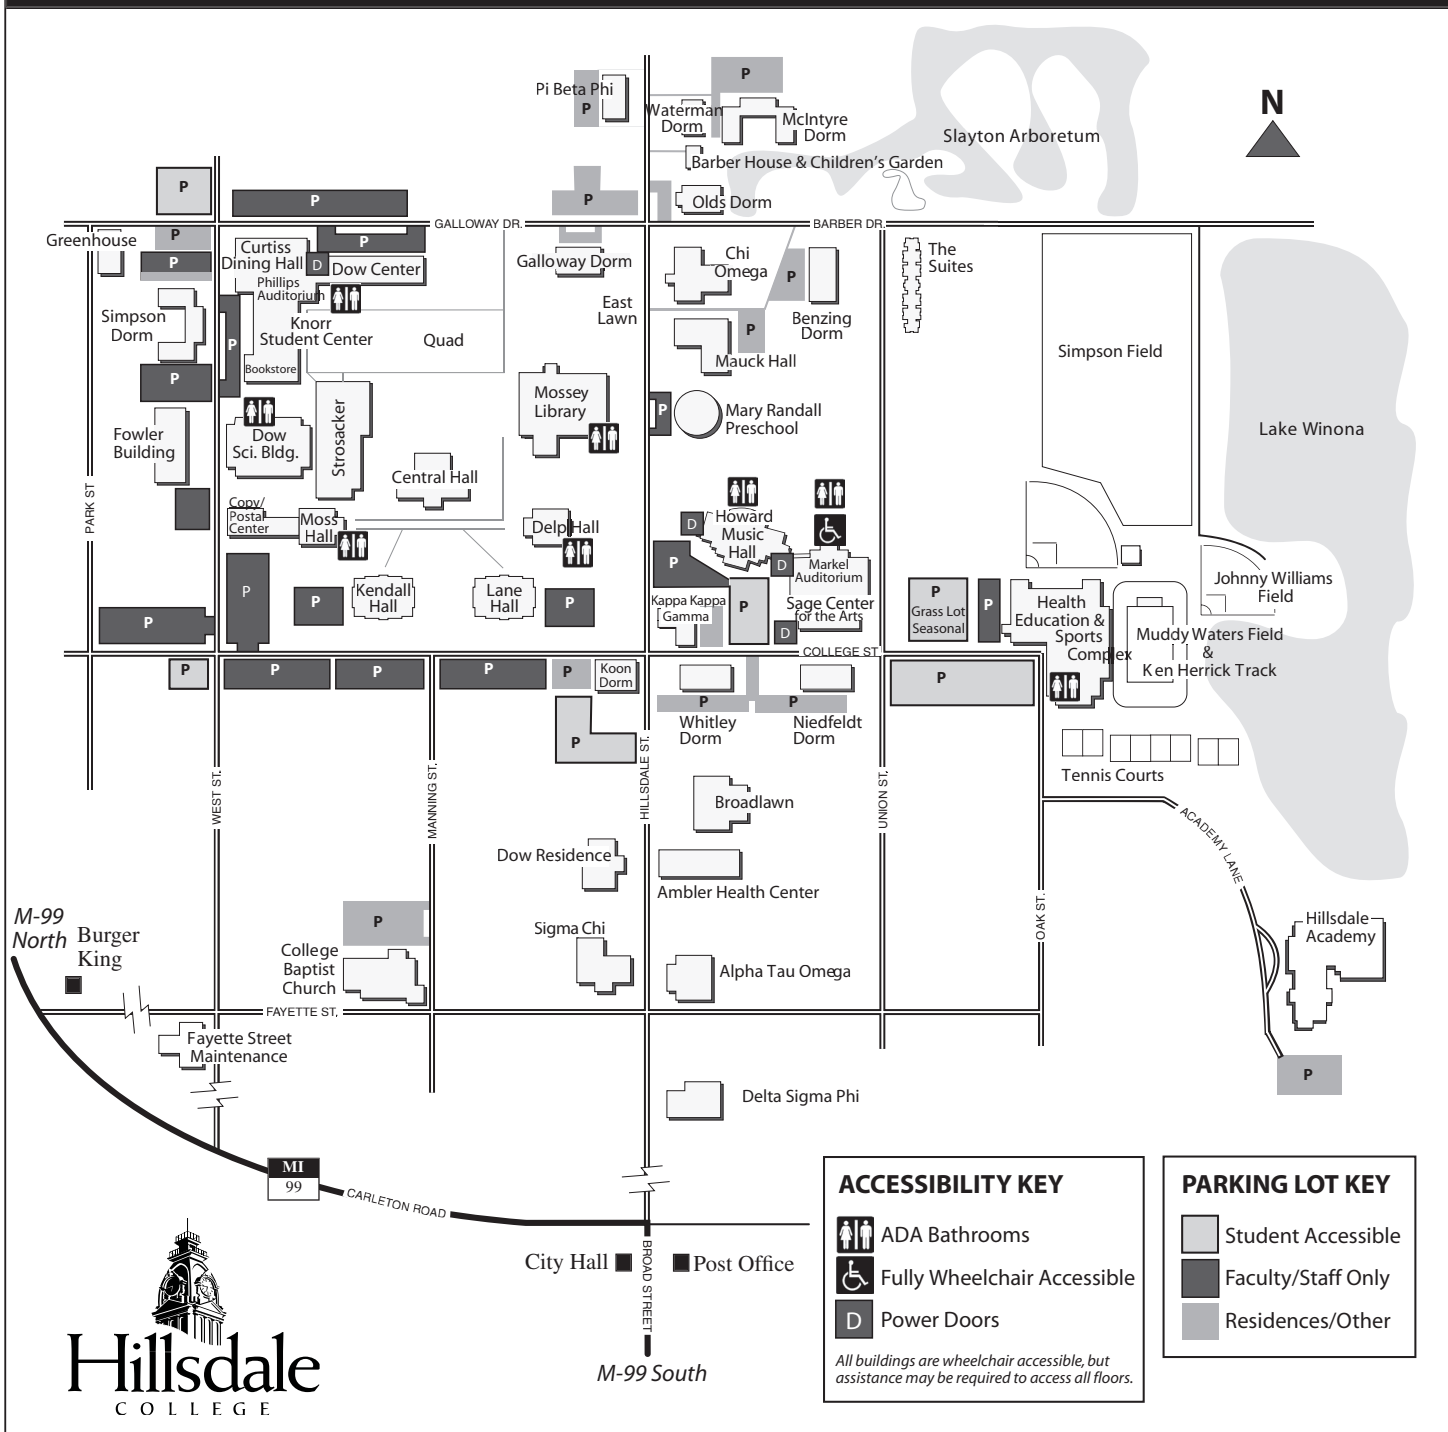 Pi Beta Phi
P
P
Waterman
Dorm
McIntyre
Dorm
Slayton Arboretum
N
Barber House & Children's Garden
P
P
P
Olds Dorm
GALLOWAY DR.
BARBER DR.
Greenhouse
P
P
P
Curtiss
Dining Hall
D
Dow Center
Phillips
Auditorium
Galloway Dorm
Chi
Omega
P
The
Suites
Simpson
Dorm
P
Knorr
Student Center
Quad
East
Lawn
P
Benzing
Dorm
Simpson Field
Mauck Hall
P
Bookstore
Strosacker
Mossey
Library
P
Mary Randall
Preschool
Lake Winona
Fowler
Building
Dow
Sci. Bldg.
Central Hall
PARK ST
Copy/
Postal
Center
Moss
Hall
Delp Hall
D
Howard
Music
Hall
D
Markel
Auditorium
P
P
P
Kendall
Hall
Lane
Hall
P
P
Kappa Kappa
Gamma
P
Sage Center
for the Arts
D
P
Grass Lot
Seasonal
P
Health
Education &
Sports
Complex
Johnny Williams
Field
Muddy Waters Field
&
Ken Herrick Track
COLLEGE ST
P
P
P
P
P
Koon
Dorm
P
P
P
Whitley
Dorm
Niedfeldt
Dorm
P
Tennis Courts
WEST ST.
MANNING ST.
HILLSDALE ST.
UNION ST.
Broadlawn
ACADEMY LANE
Dow Residence
Ambler Health Center
OAK ST.
M-99
North
Burger
King
P
College
Baptist
Church
Sigma Chi
Alpha Tau Omega
Hillsdale
Academy
FAYETTE ST.
Fayette Street
Maintenance
P
Delta Sigma Phi
MI
99
CARLETON ROAD
City Hall
Post Office
BROAD STREET
M-99 South
Hillsdale
COLLEGE
ACCESSIBILITY KEY
ADA Bathrooms
Fully Wheelchair Accessible
D
Power Doors
All buildings are wheelchair accessible, but
assistance may be required to access all floors.
PARKING LOT KEY
Student Accessible
Faculty/Staff Only
Residences/Other